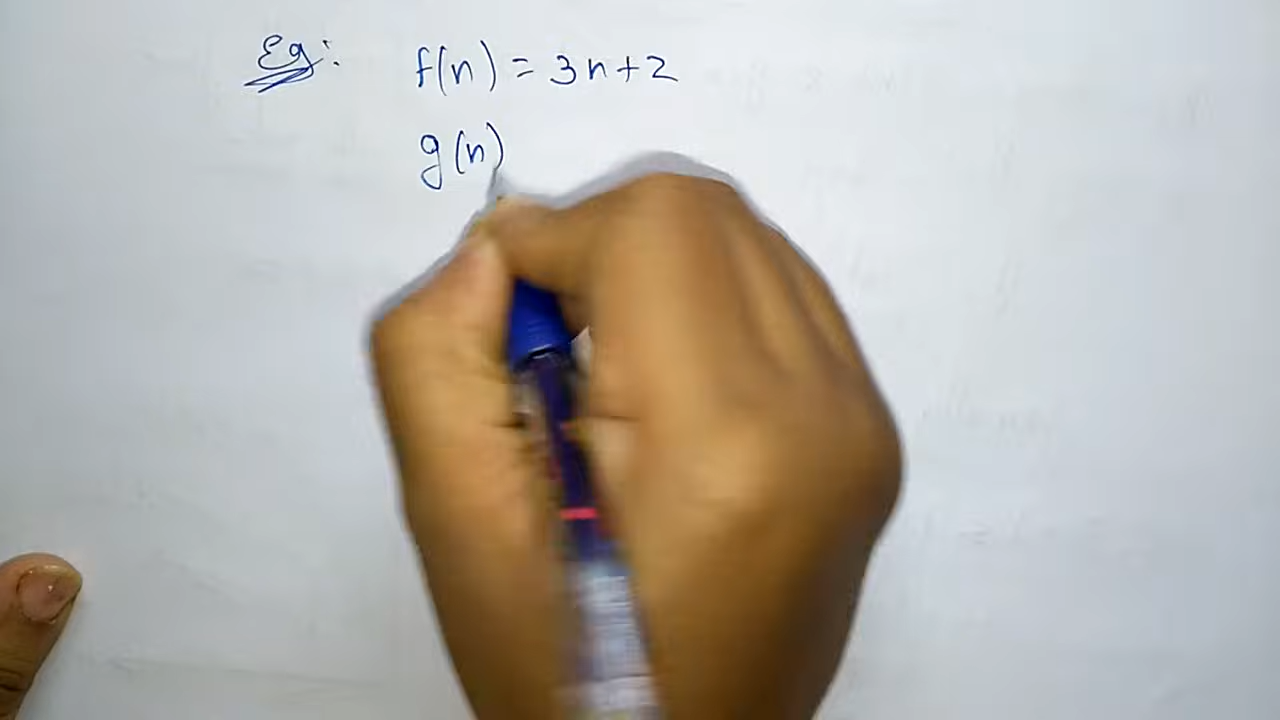 Eg: f(n) = 3n+2
g(n)